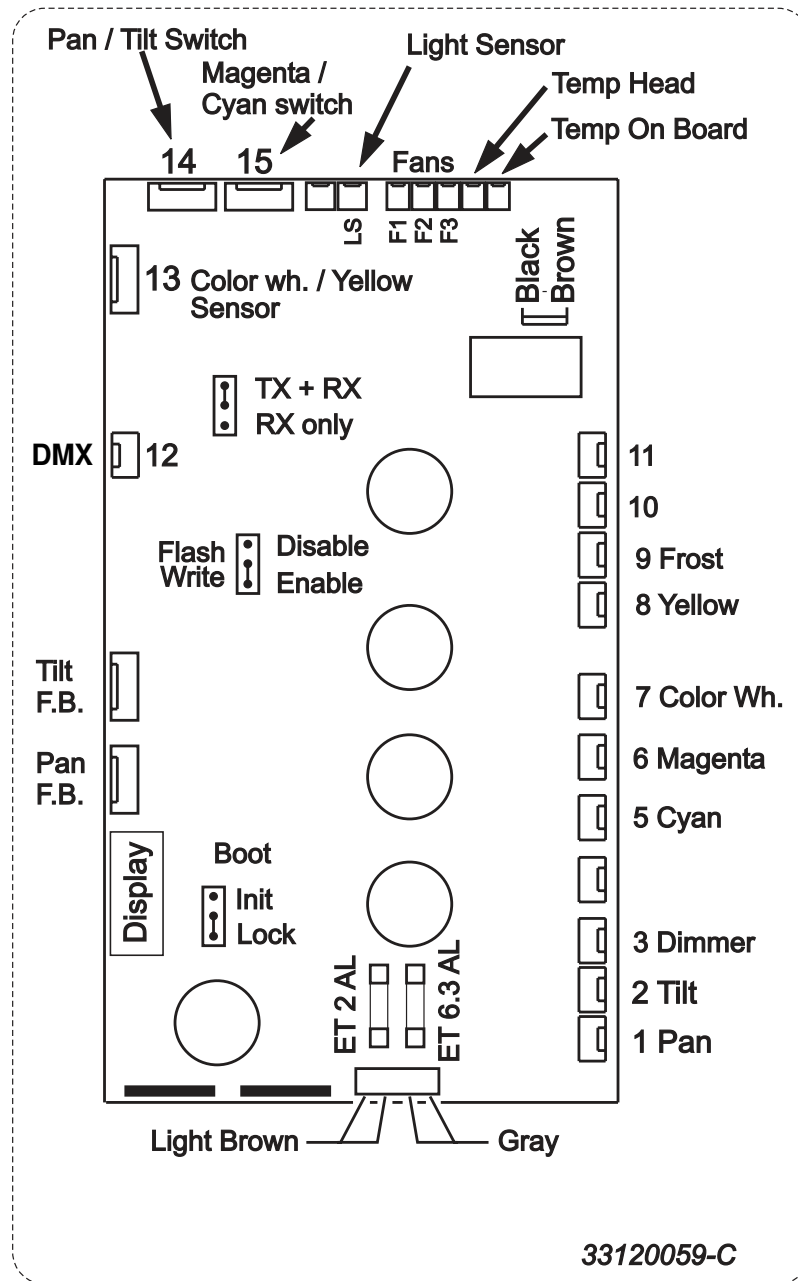 Pan / Tilt Switch
Light Sensor
Magenta /
Cyan switch
Temp Head
Temp On Board
14
15
Fans
LS
F1
F2
F3
Black
Brown
13 Color wh. / Yellow
Sensor
TX + RX
RX only
DMX
12
11
10
Flash
Write
Disable
Enable
9 Frost
8 Yellow
Tilt
F.B.
7 Color Wh.
Pan
F.B.
6 Magenta
5 Cyan
Display
Boot
Init
Lock
3 Dimmer
2 Tilt
1 Pan
ET 2 AL
ET 6.3 AL
Light Brown
Gray
33120059-C